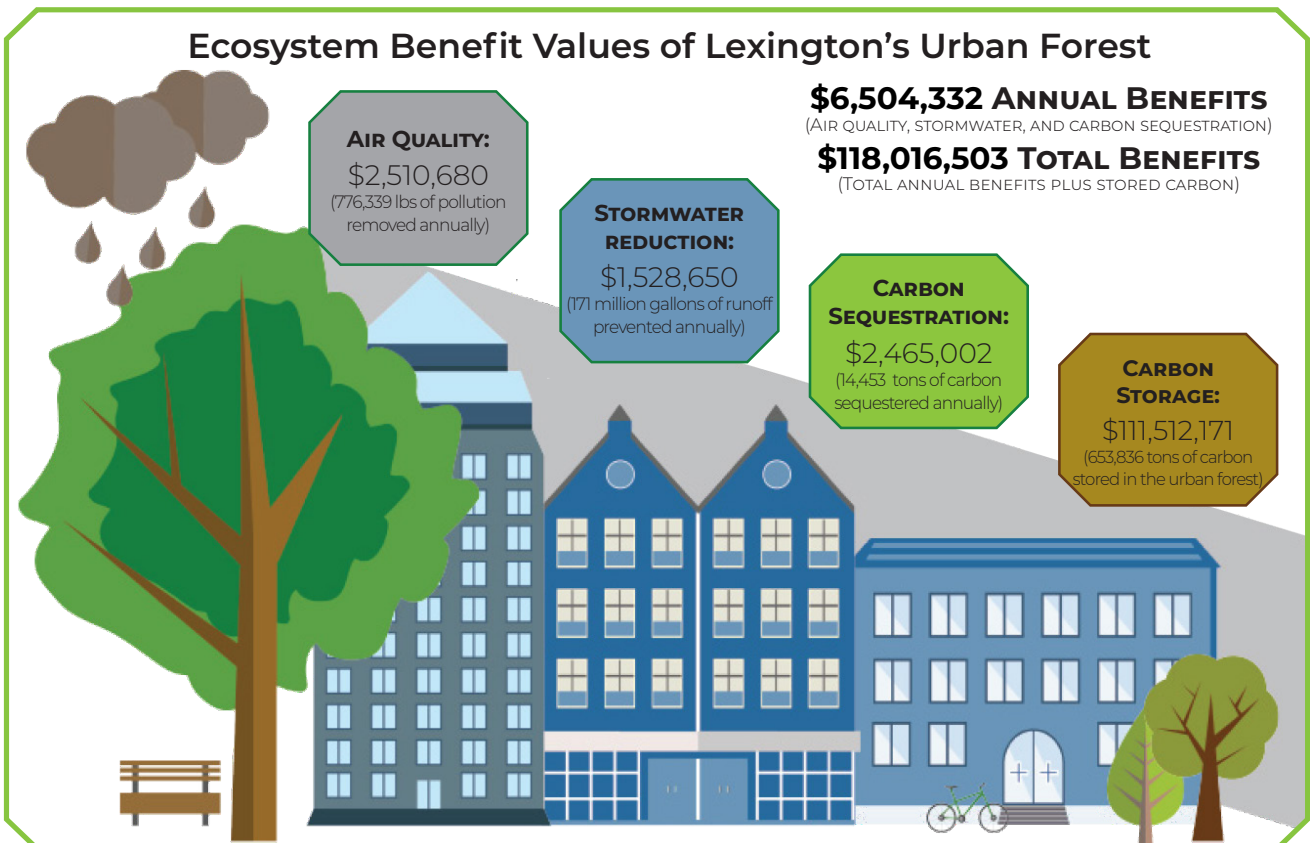 Ecosystem Benefit Values of Lexington's Urban Forest
$6,504,332 Annual Benefits
(Air quality, stormwater, and carbon sequestration)
$118,016,503 Total Benefits
(Total annual benefits plus stored carbon)
Air Quality:
$2,510,680
(776,339 lbs of pollution
removed annually)
Stormwater
reduction:
$1,528,650
(171 million gallons of runoff
prevented annually)
Carbon
Sequestration:
$2,465,002
(14,453 tons of carbon
sequestered annually)
Carbon
Storage:
$111,512,171
(653,836 tons of carbon
stored in the urban forest)